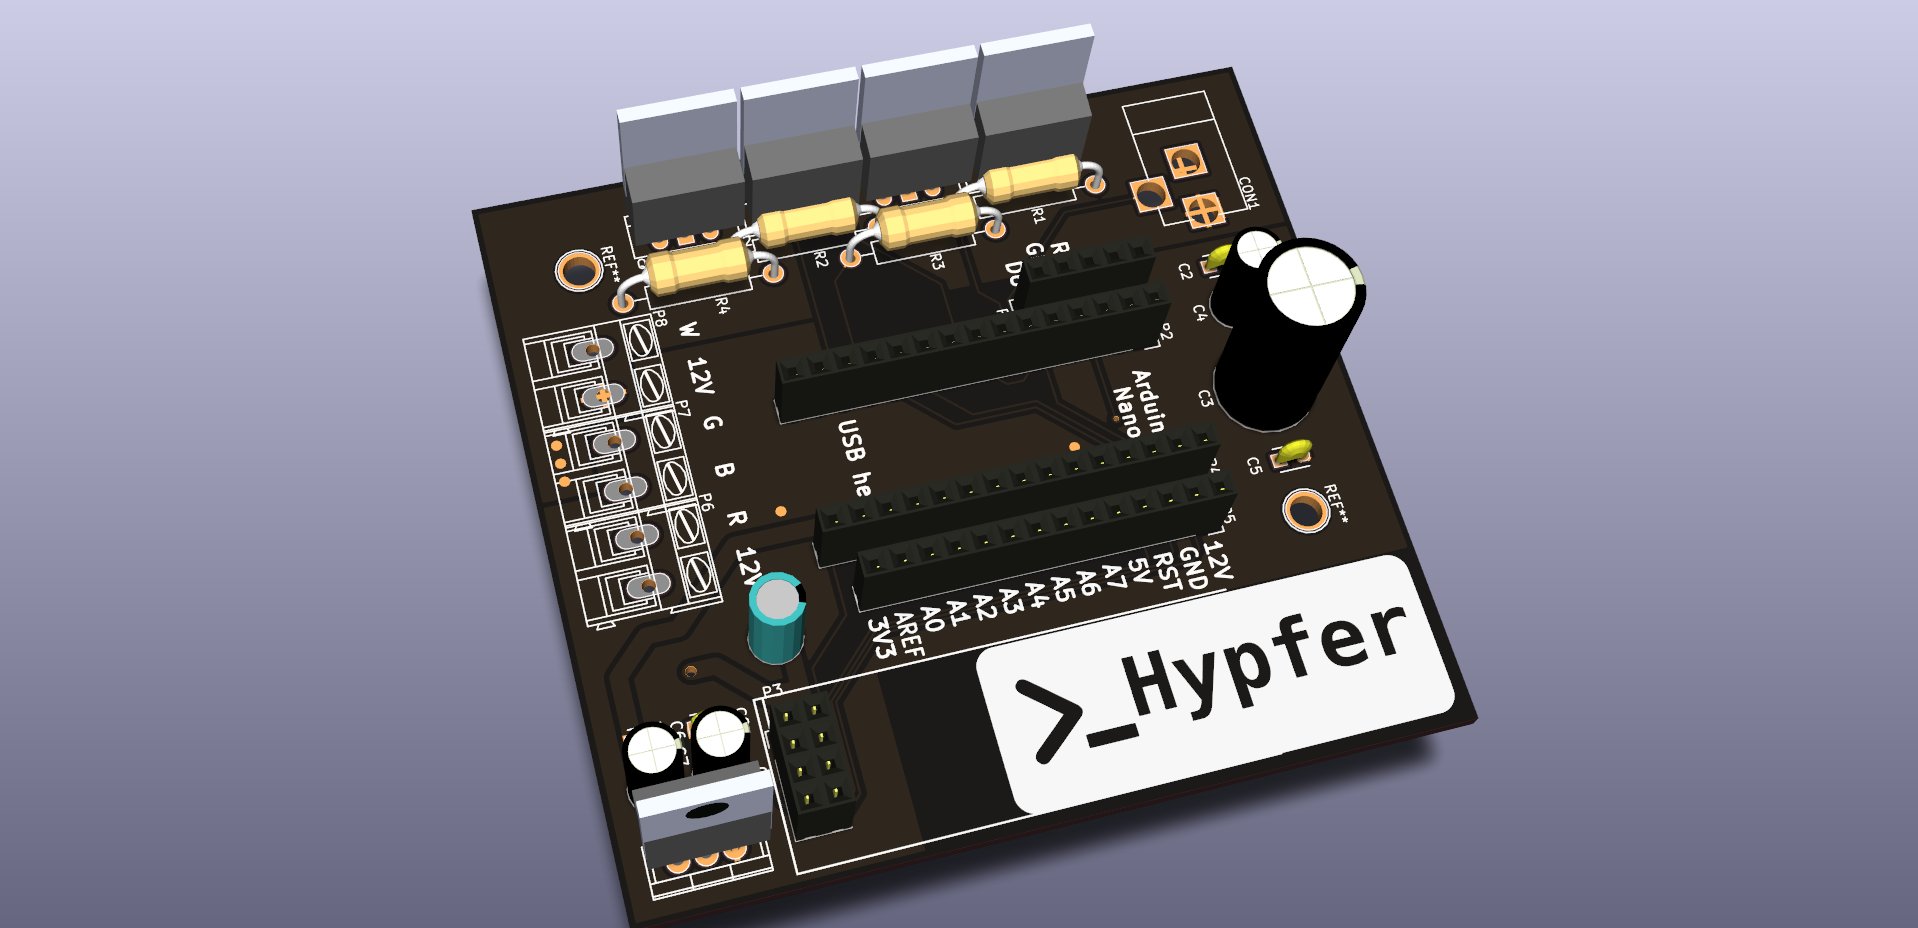 CON1
REF**
R1
R2
R3
R4
G R
C2
C4
C3
C5
REF**
P8
P7
P6
W
12V
G
B
R
12V
USB he
Arduin
Nano
P2
3V3
AREF
A0
A1
A2
A3
A4
A5
A6
A7
5V
RST
GND
12V
P3
>_Hypfer